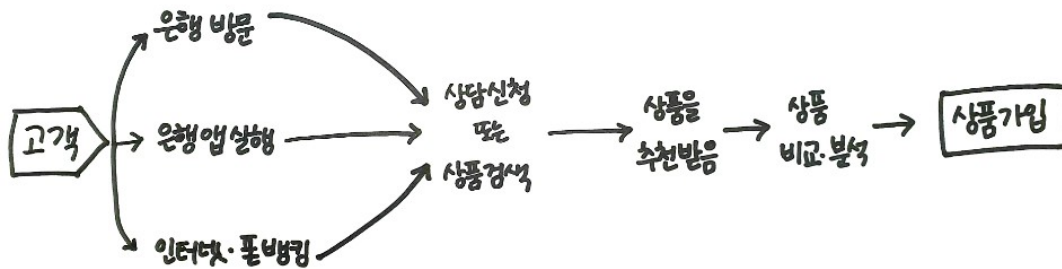 고객
은행 방문
은행 앱 실행
인터넷·폰뱅킹
상담신청
또는
상품검색
상품을
추천받음
상품
비교·분석
상품가입